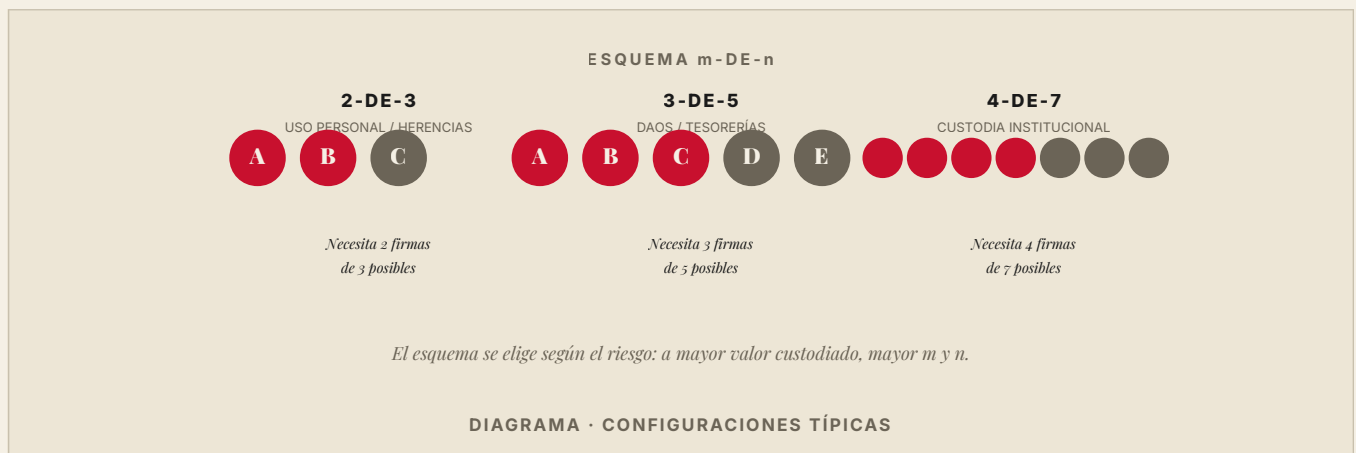 ESQUEMA m-DE-n
2-DE-3
3-DE-5
4-DE-7
USO PERSONAL / HERENCIAS
DAOS / TESORERÍAS
CUSTODIA INSTITUCIONAL
A B C
A B C D E
Necesita 2 firmas
de 3 posibles
Necesita 3 firmas
de 5 posibles
Necesita 4 firmas
de 7 posibles
El esquema se elige según el riesgo: a mayor valor custodiado, mayor m y n.
DIAGRAMA · CONFIGURACIONES TÍPICAS